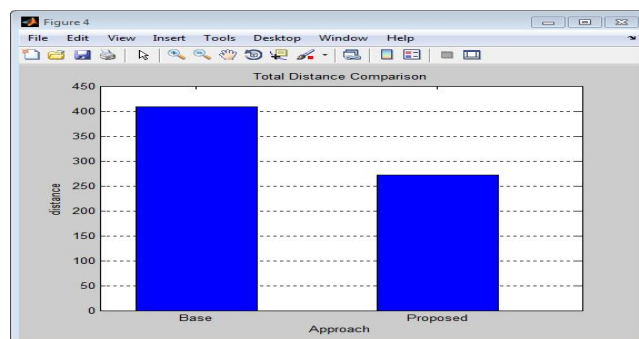 Figure 4
File Edit View Insert Tools Desktop Window Help
Total Distance Comparison
450
400
350
300
250
200
150
100
50
0
distance
Base Proposed
Approach